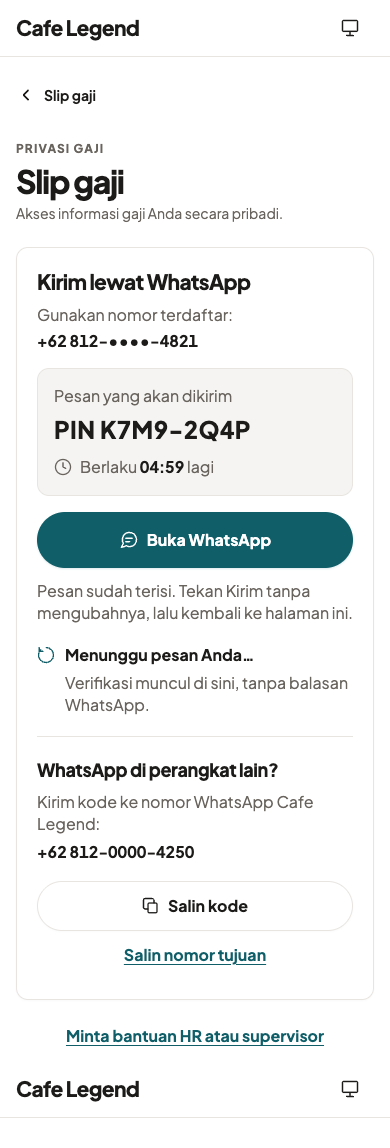 Cafe Legend
Slip gaji
PRIVASI GAJI
Slip gaji
Akses informasi gaji Anda secara pribadi.
Kirim lewat WhatsApp
Gunakan nomor terdaftar:
+62 812-••••-4821
Pesan yang akan dikirim
PIN K7M9-2Q4P
Berlaku 04:59 lagi
Buka WhatsApp
Pesan sudah terisi. Tekan Kirim tanpa
mengubahnya, lalu kembali ke halaman ini.
Menunggu pesan Anda…
Verifikasi muncul di sini, tanpa balasan
WhatsApp.
WhatsApp di perangkat lain?
Kirim kode ke nomor WhatsApp Cafe
Legend:
+62 812-0000-4250
Salin kode
Salin nomor tujuan
Minta bantuan HR atau supervisor
Cafe Legend